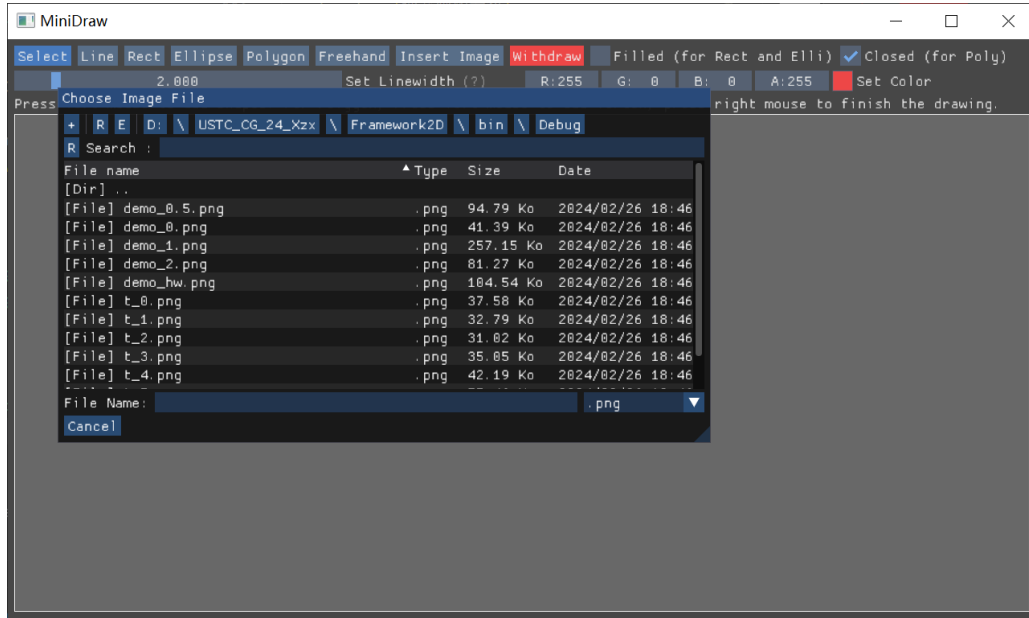 MiniDraw
Select Line Rect Ellipse Polygon Freehand Insert Image Withdraw Filled (for Rect and Elli) Closed (for Poly)
2.000 Set Linewidth (?) R:255 G: 0 B: 0 A:255 Set Color
Press right mouse to finish the drawing.
Choose Image File
+ R E D: \ USTC_CG_24_Xzx \ Framework2D \ bin \ Debug
R Search :
File name Type Size Date
[Dir] ..
[File] demo_0.5.png .png 94.79 Ko 2024/02/26 18:46
[File] demo_0.png .png 41.39 Ko 2024/02/26 18:46
[File] demo_1.png .png 257.15 Ko 2024/02/26 18:46
[File] demo_2.png .png 81.27 Ko 2024/02/26 18:46
[File] demo_hw.png .png 104.54 Ko 2024/02/26 18:46
[File] t_0.png .png 37.58 Ko 2024/02/26 18:46
[File] t_1.png .png 32.79 Ko 2024/02/26 18:46
[File] t_2.png .png 31.02 Ko 2024/02/26 18:46
[File] t_3.png .png 35.05 Ko 2024/02/26 18:46
[File] t_4.png .png 42.19 Ko 2024/02/26 18:46
File Name: .png
Cancel